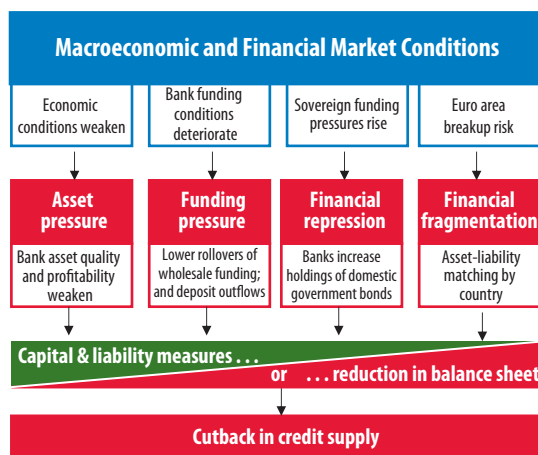 Macroeconomic and Financial Market Conditions
Economic
conditions weaken
Bank funding
conditions
deteriorate
Sovereign funding
pressures rise
Euro area
breakup risk
Asset
pressure
Bank asset quality
and profitability
weaken
Funding
pressure
Lower rollovers of
wholesale funding;
and deposit outflows
Financial
repression
Banks increase
holdings of domestic
government bonds
Financial
fragmentation
Asset-liability
matching by
country
Capital & liability measures . . .
or . . . reduction in balance sheet
Cutback in credit supply